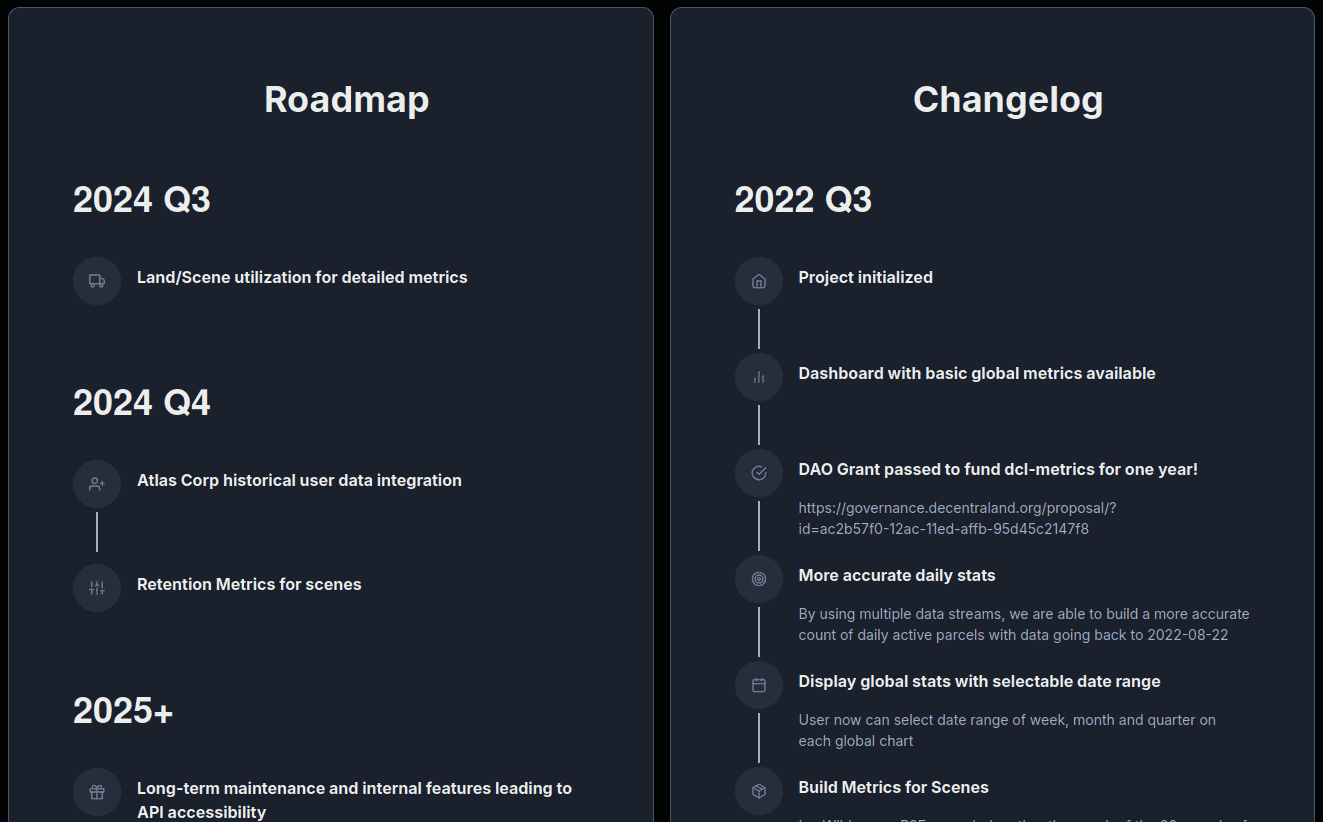 Roadmap
2024 Q3
Land/Scene utilization for detailed metrics
2024 Q4
Atlas Corp historical user data integration
Retention Metrics for scenes
2025+
Long-term maintenance and internal features leading to
API accessibility
Changelog
2022 Q3
Project initialized
Dashboard with basic global metrics available
DAO Grant passed to fund dcl-metrics for one year!
https://governance.decentraland.org/proposal/?
id=ac2b57f0-12ac-11ed-affb-95d45c2147f8
More accurate daily stats
By using multiple data streams, we are able to build a more accurate
count of daily active parcels with data going back to 2022-08-22
Display global stats with selectable date range
User now can select date range of week, month and quarter on
each global chart
Build Metrics for Scenes